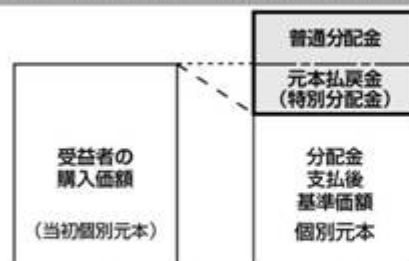 普通分配金
元本払戻金
（特別分配金）
受益者の
購入価額
（当初個別元本）
分配金
支払後
基準価額
個別元本